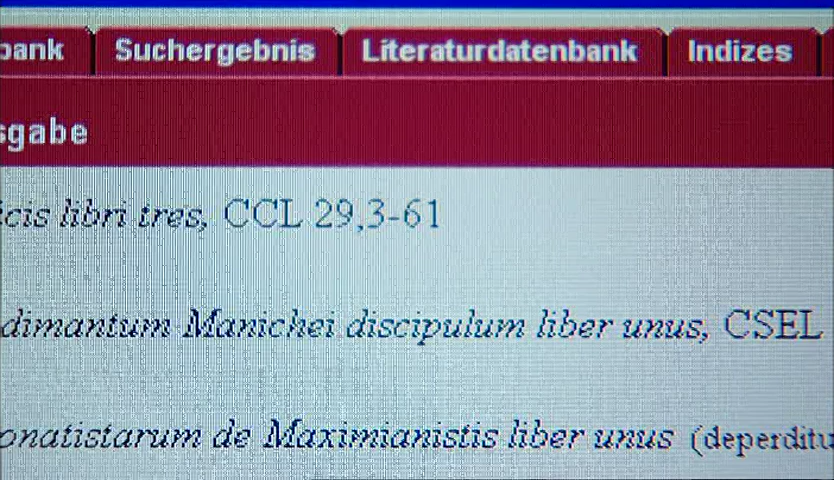 bank Suchergebnis Literaturdatenbank Indizes
sgabe
icis libri tres, CCL 29,3-61
dimantum Manichei discipulum liber unus, CSEL
onatistarum de Maximianistis liber unus (deperditu